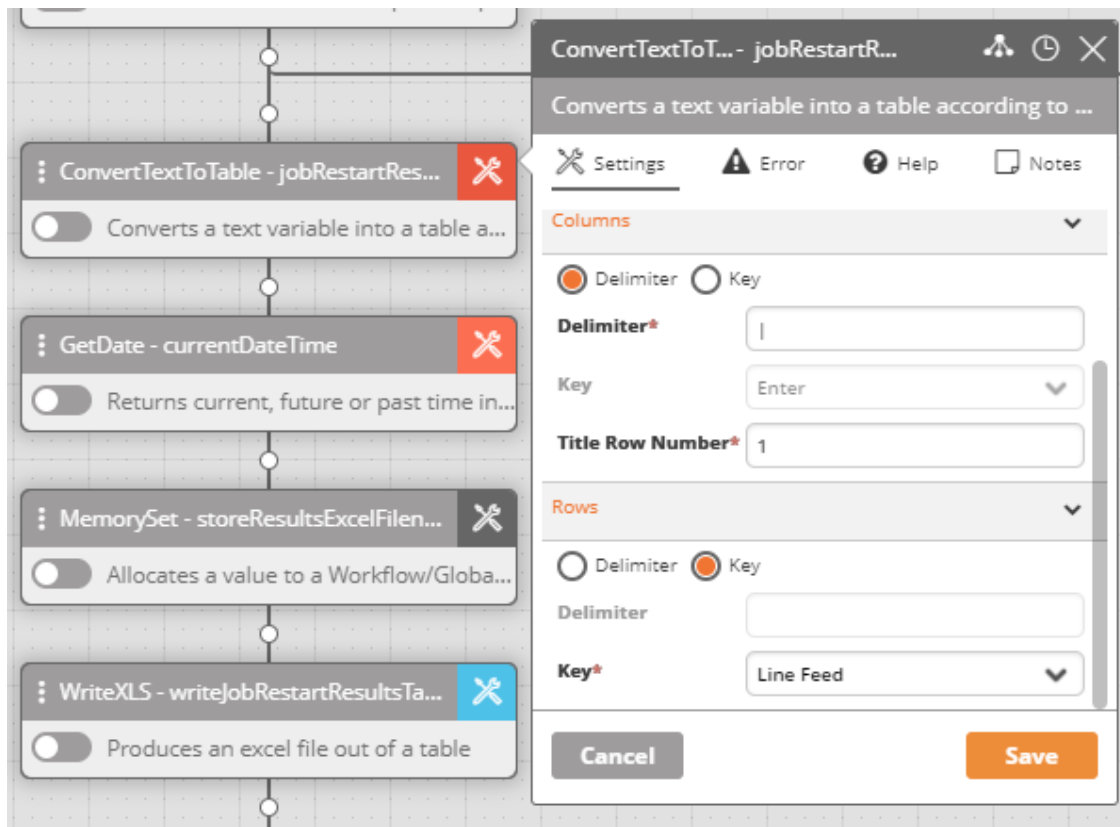 ConvertTextToTable - jobRestartRes...
Converts a text variable into a table a...
GetDate - currentDateTime
Returns current, future or past time in...
MemorySet - storeResultsExcelFilen...
Allocates a value to a Workflow/Globa...
WriteXLS - writeJobRestartResultsTa...
Produces an excel file out of a table
ConvertTextToT... - jobRestartR...
Converts a text variable into a table according to ...
Settings Error Help Notes
Columns
Delimiter Key
Delimiter* |
Key Enter
Title Row Number* 1
Rows
Delimiter Key
Delimiter
Key* Line Feed
Cancel Save